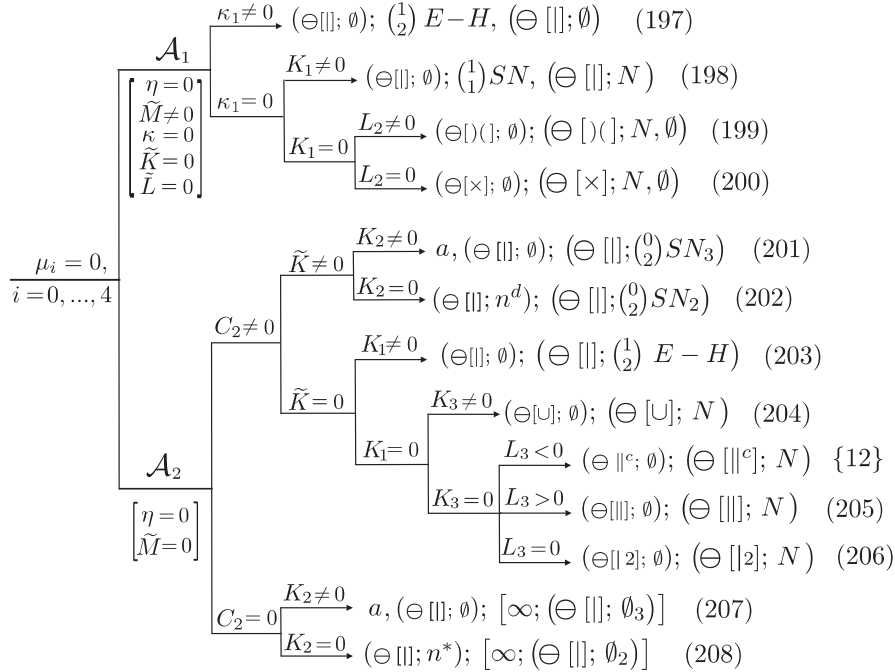 κ₁≠0 (⊖[|]; ∅); (1 2) E−H, (⊖ [|]; ∅) (197)
𝒜₁
K₁≠0 (⊖[|]; ∅); (1 1)SN, (⊖ [|]; N) (198)
[η=0
M̃≠0
κ=0
K̃=0
L̃=0]
κ₁=0
L₂≠0 (⊖[)(]; ∅); (⊖ [)(]; N, ∅) (199)
K₁=0
L₂=0 (⊖[×]; ∅); (⊖ [×]; N, ∅) (200)
K₂≠0 a, (⊖ [|]; ∅); (⊖ [|]; (0 2)SN₃) (201)
μᵢ = 0,
i=0, ..., 4
K̃≠0
K₂=0 (⊖ [|]; nᵈ); (⊖ [|]; (0 2)SN₂) (202)
C₂≠0
K₁≠0 (⊖[|]; ∅); (⊖ [|]; (1 2) E−H) (203)
K̃=0
K₃≠0 (⊖[∪]; ∅); (⊖ [∪]; N) (204)
K₁=0
L₃<0 (⊖ ||ᶜ; ∅); (⊖ [||ᶜ]; N) {12}
𝒜₂
K₃=0 L₃>0 (⊖[||]; ∅); (⊖ [||]; N) (205)
[η=0
M̃=0]
L₃=0 (⊖[|2]; ∅); (⊖ [|2]; N) (206)
K₂≠0 a, (⊖ [|]; ∅); [∞; (⊖ [|]; ∅₃)] (207)
C₂=0
K₂=0 (⊖ [|]; n*); [∞; (⊖ [|]; ∅₂)] (208)